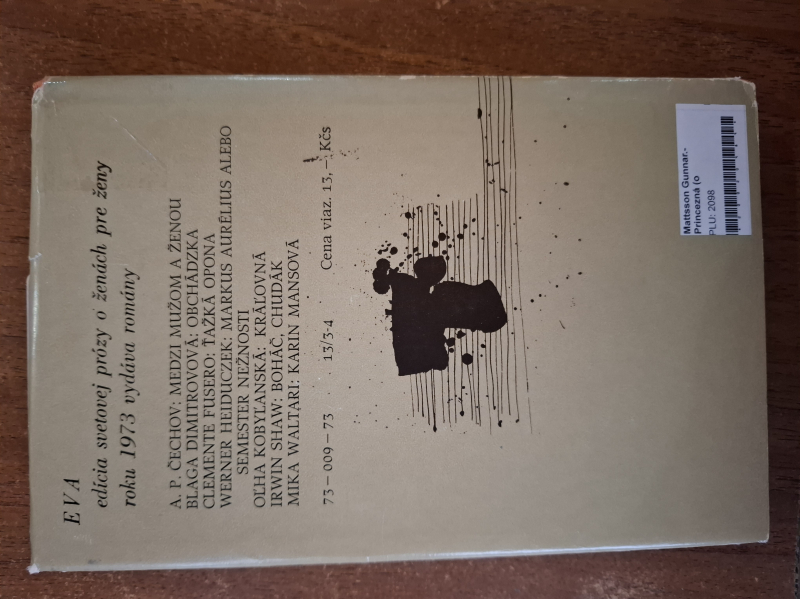 EVA
edícia svetovej prózy o ženách pre ženy
roku 1973 vydáva romány
A. P. ČECHOV: MEDZI MUŽOM A ŽENOU
BLAGA DIMITROVOVÁ: OBCHÁDZKA
CLEMENTE FUSERO: ŤAŽKÁ OPONA
WERNER HEIDUCZEK: MARKUS AURÉLIUS ALEBO
SEMESTER NEŽNOSTI
OĽHA KOBYLANSKÁ: KRÁĽOVNÁ
IRWIN SHAW: BOHÁČ, CHUDÁK
MIKA WALTARI: KARIN MANSOVÁ
73 – 009 – 73 13/3-4 Cena viaz. 13,– Kčs
Mattsson Gunnar.-
Princezná (o
PLU: 2098